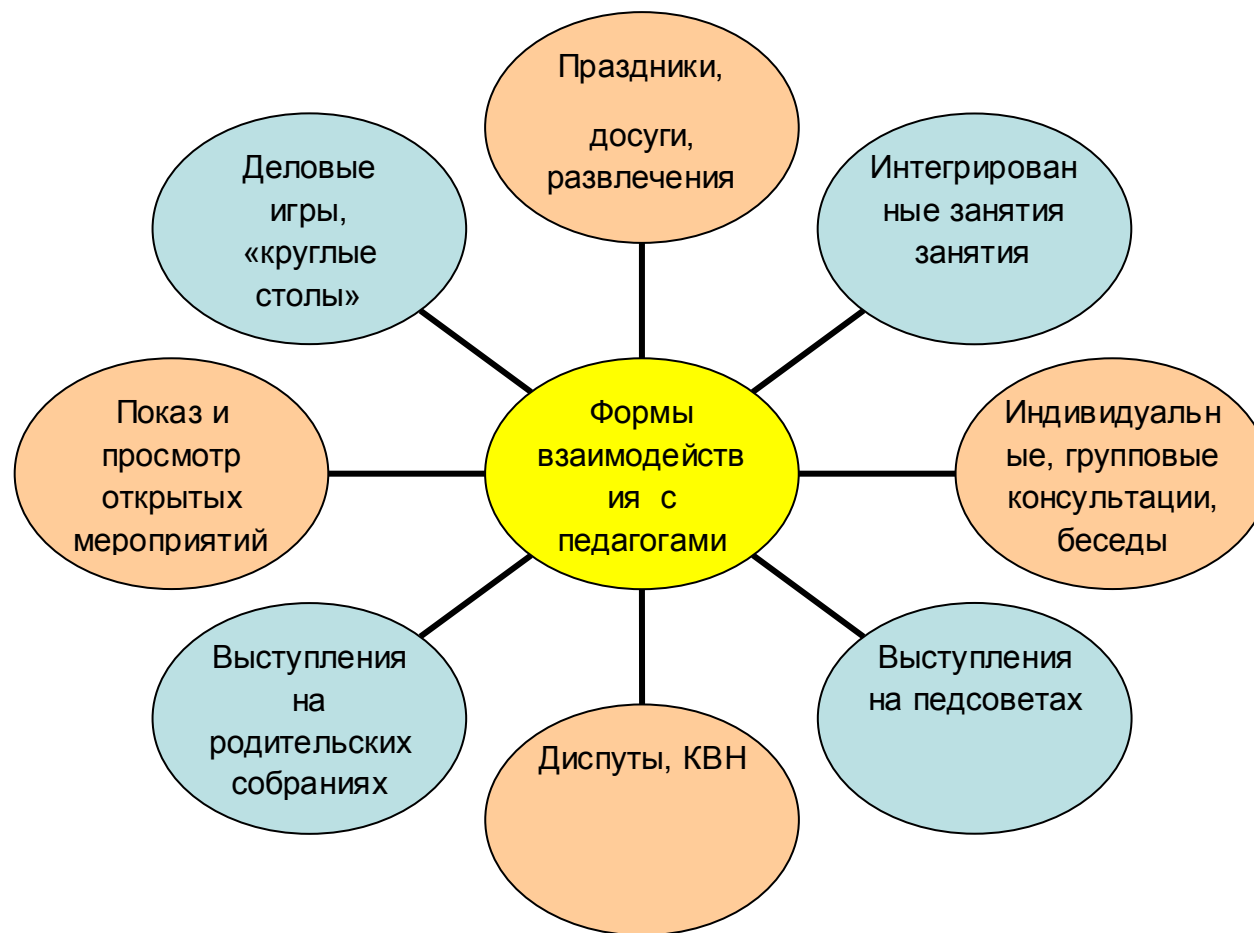 Праздники,
досуги,
развлечения
Деловые
игры,
«круглые
столы»
Интегрирован
ные занятия
занятия
Показ и
просмотр
открытых
мероприятий
Формы
взаимодейств
ия с
педагогами
Индивидуальн
ые, групповые
консультации,
беседы
Выступления
на
родительских
собраниях
Диспуты, КВН
Выступления
на педсоветах